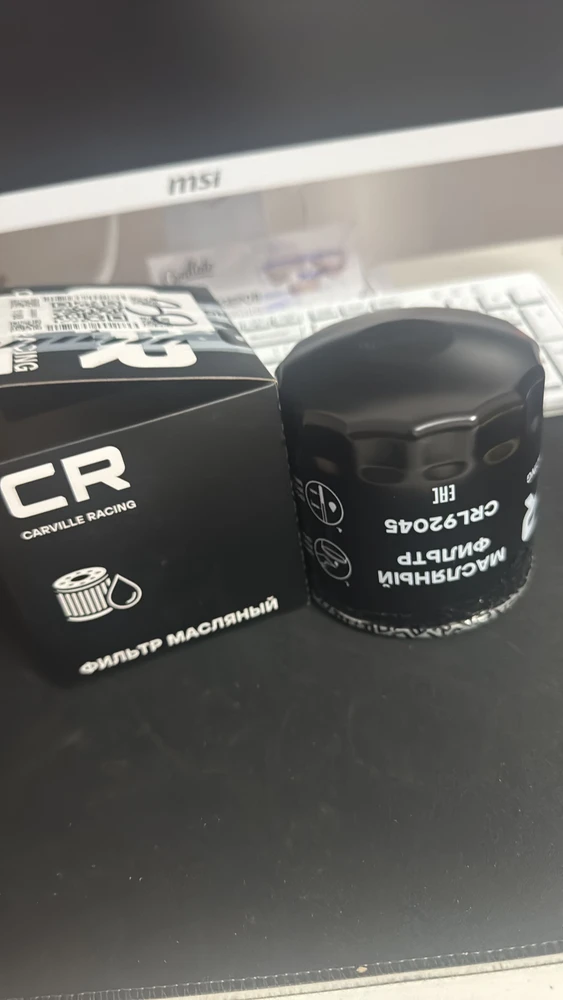 msi
CR
CARVILLE RACING
ФИЛЬТР МАСЛЯНЫЙ
МАСЛЯНЫЙ
ФИЛЬТР
CRL92045
EAC